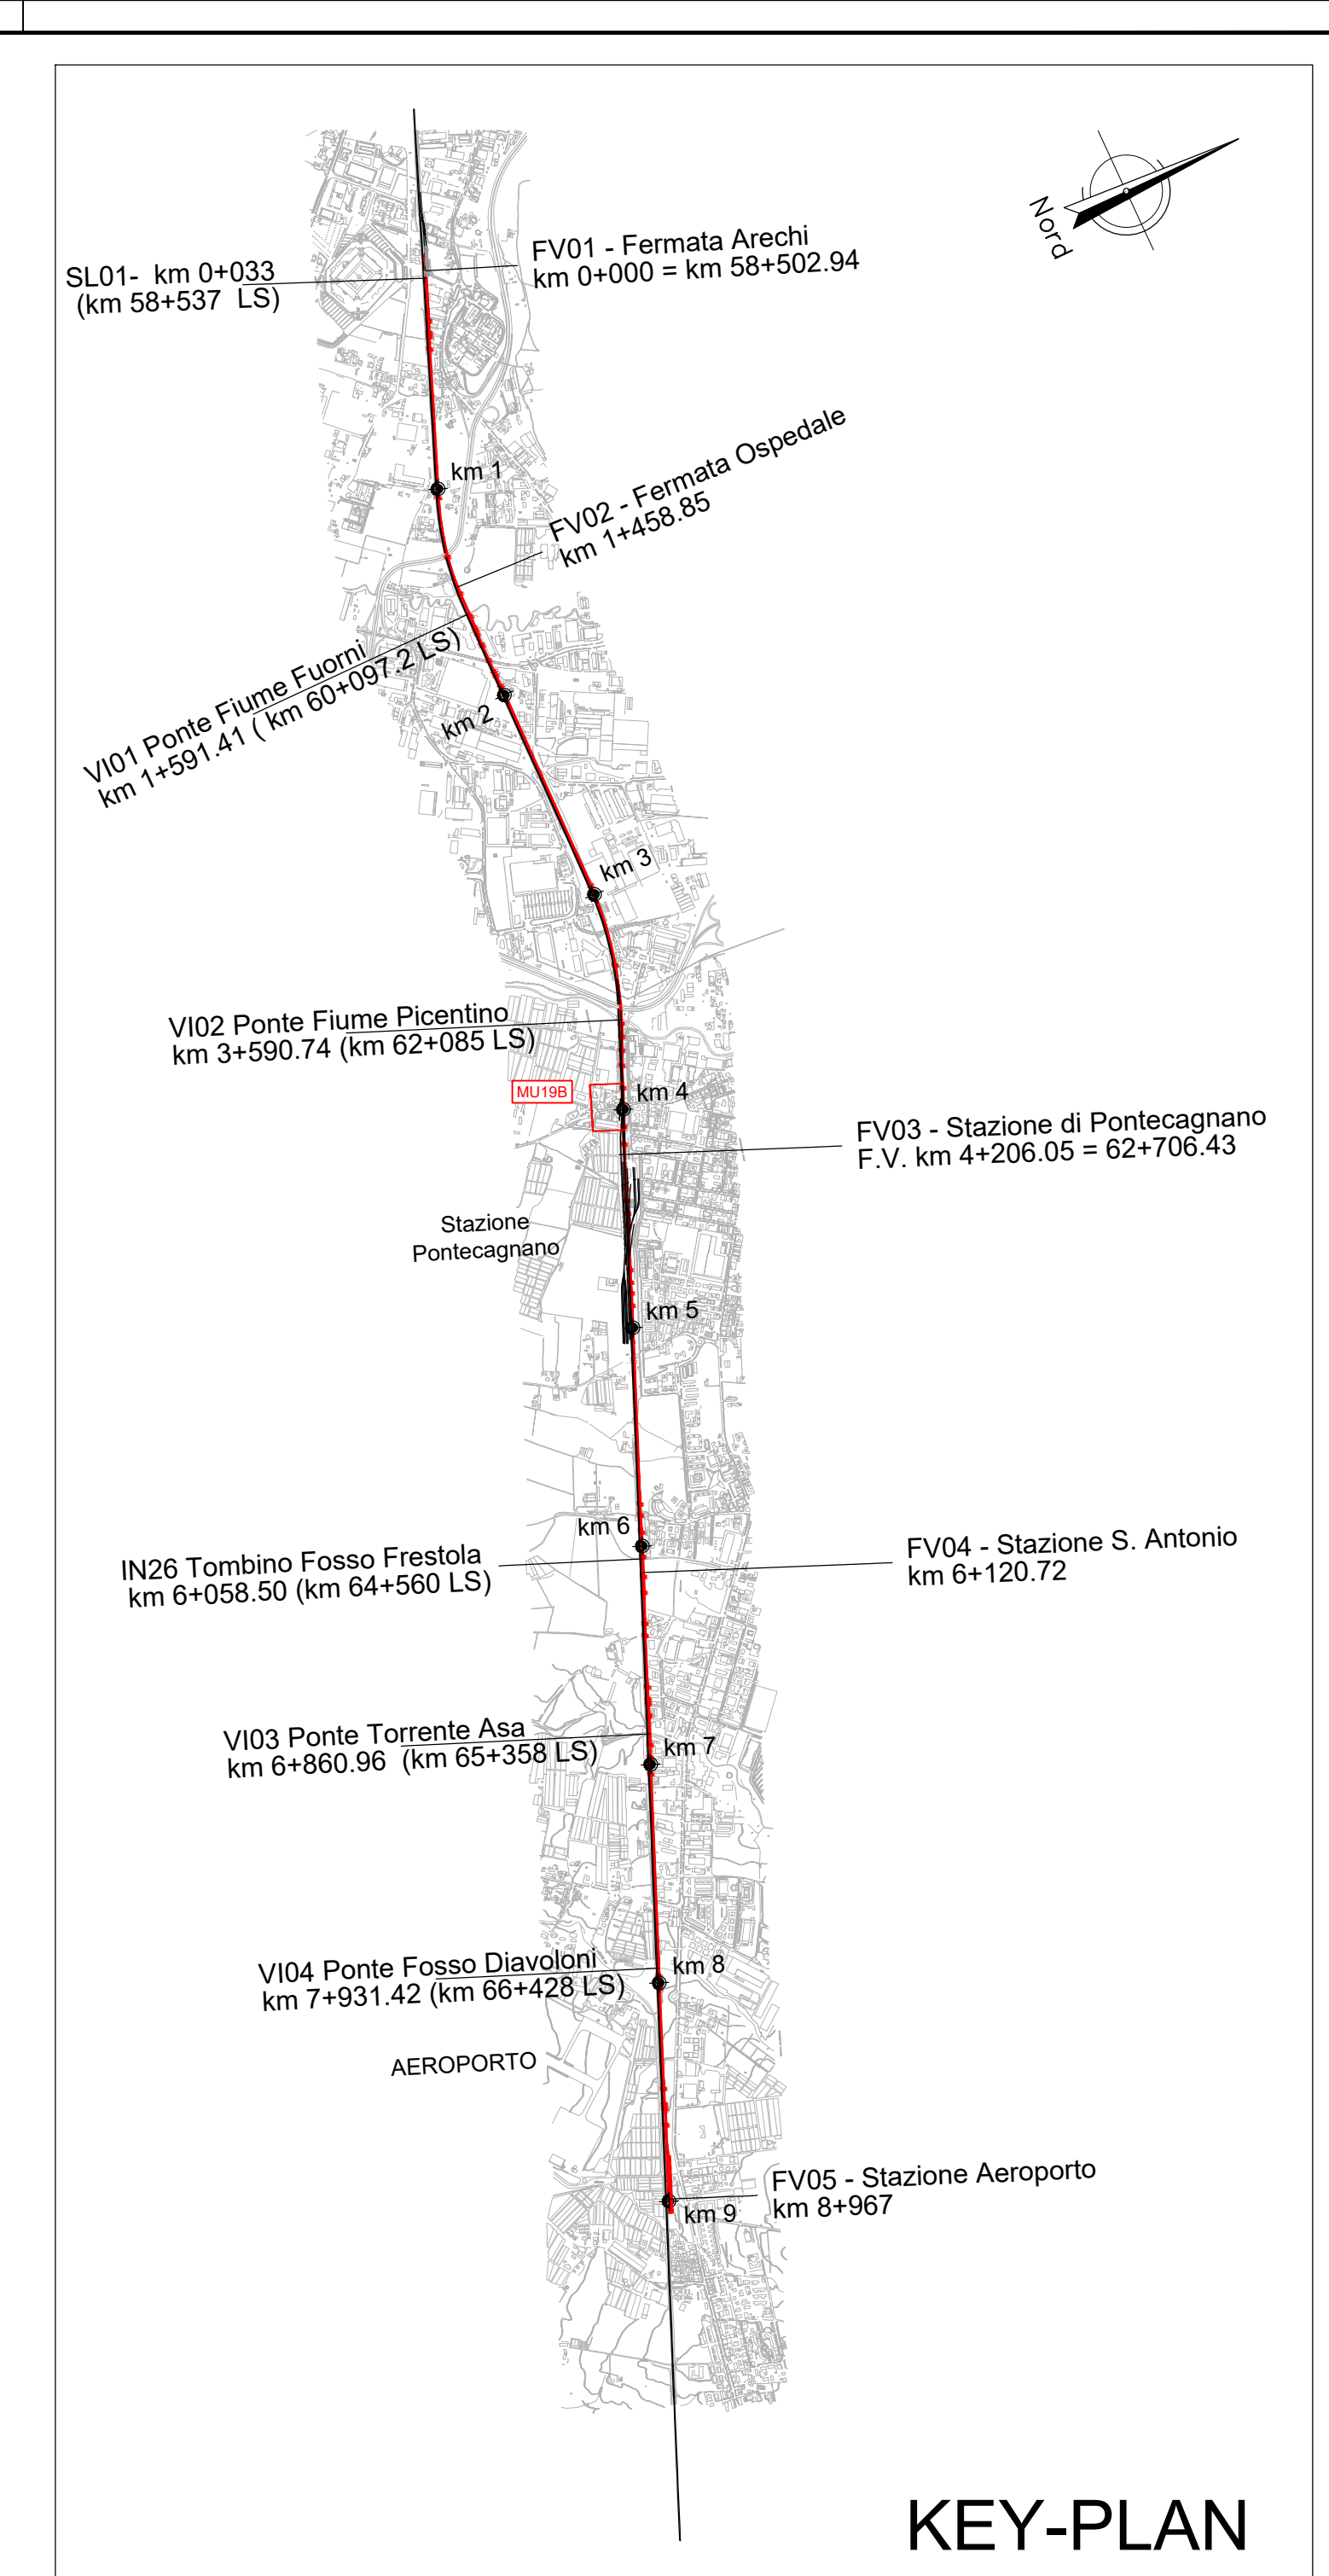 Nord
FV01 - Fermata Arechi
km 0+000 = km 58+502.94
SL01- km 0+033
(km 58+537 LS)
km 1
FV02 - Fermata Ospedale
km 1+458.85
VI01 Ponte Fiume Fuorni
km 1+591.41 ( km 60+097.2 LS)
km 2
km 3
VI02 Ponte Fiume Picentino
km 3+590.74 (km 62+085 LS)
MU19B
km 4
FV03 - Stazione di Pontecagnano
F.V. km 4+206.05 = 62+706.43
Stazione
Pontecagnano
km 5
km 6
IN26 Tombino Fosso Frestola
km 6+058.50 (km 64+560 LS)
FV04 - Stazione S. Antonio
km 6+120.72
VI03 Ponte Torrente Asa
km 6+860.96 (km 65+358 LS)
km 7
VI04 Ponte Fosso Diavoloni
km 7+931.42 (km 66+428 LS)
km 8
AEROPORTO
FV05 - Stazione Aeroporto
km 8+967
km 9
KEY-PLAN